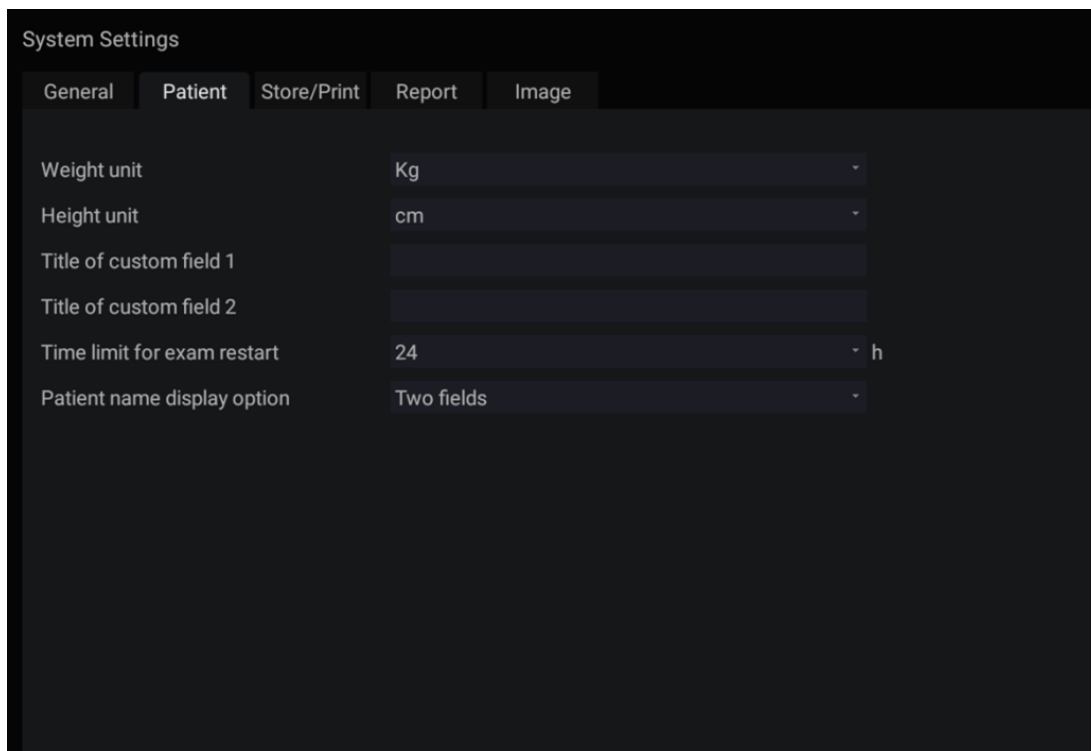 System Settings
General Patient Store/Print Report Image
Weight unit Kg
Height unit cm
Title of custom field 1
Title of custom field 2
Time limit for exam restart 24 h
Patient name display option Two fields